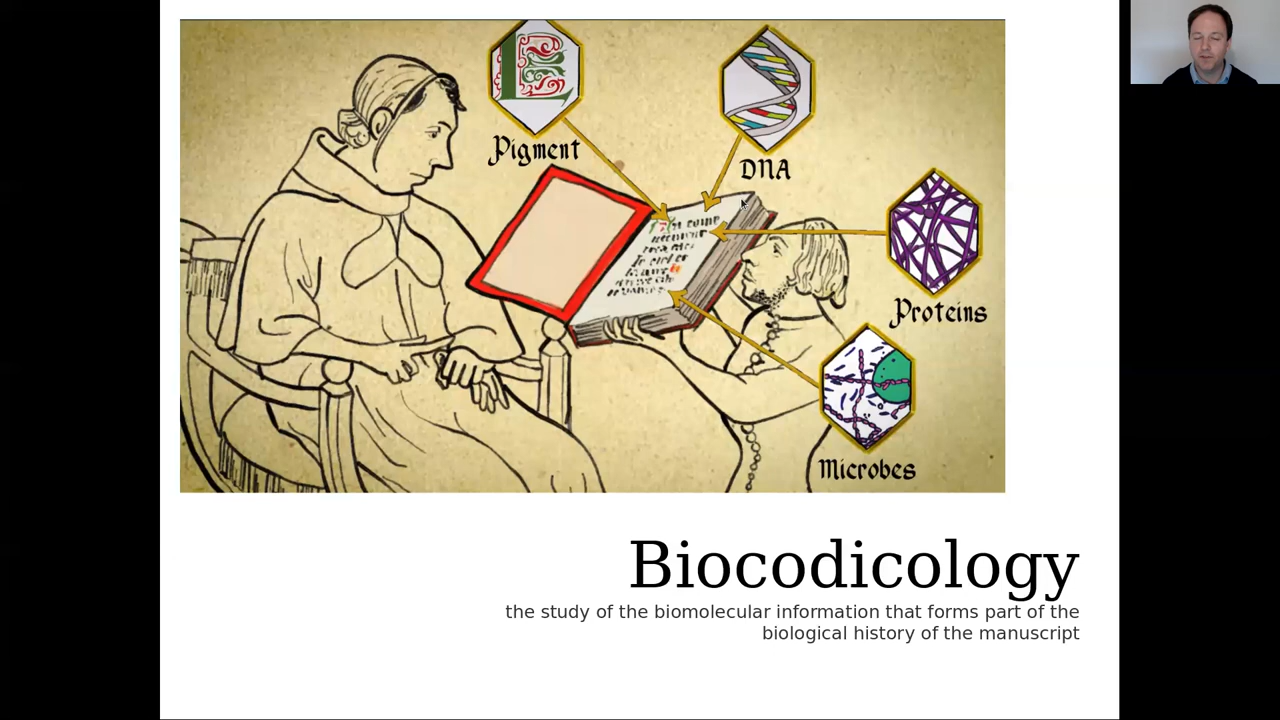 Pigment
DNA
Proteins
Microbes
Biocodicology
the study of the biomolecular information that forms part of the
biological history of the manuscript